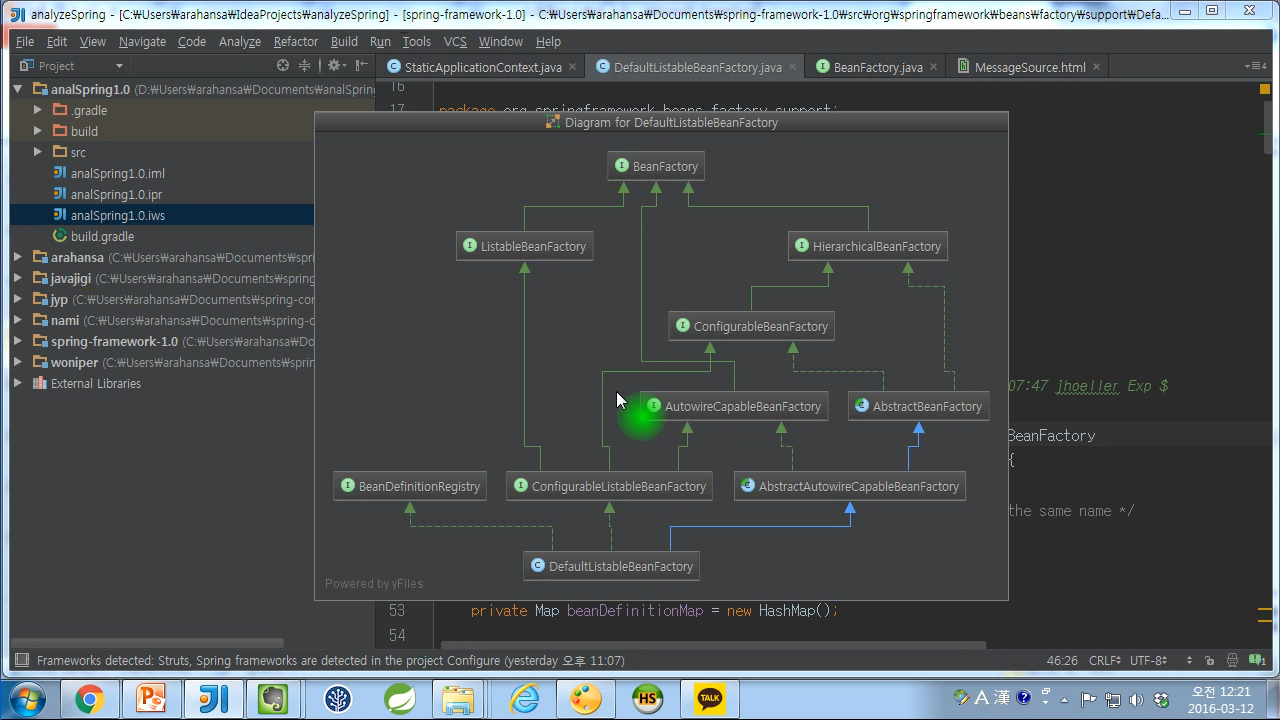 analyzeSpring - [C:₩Users₩arahansa₩IdeaProjects₩analyzeSpring] - [spring-framework-1.0] - C:₩Users₩arahansa₩Documents₩spring-framework-1.0₩src₩org₩springframework₩beans₩factory₩support₩Defa...
File Edit View Navigate Code Analyze Refactor Build Run Tools VCS Window Help
Project
StaticApplicationContext.java
DefaultListableBeanFactory.java
BeanFactory.java
MessageSource.html
analSpring1.0 (D:₩Users₩arahansa₩Documents₩analSpring
.gradle
build
src
analSpring1.0.iml
analSpring1.0.ipr
analSpring1.0.iws
build.gradle
arahansa (C:₩Users₩arahansa₩Documents₩spri
javajigi (C:₩Users₩arahansa₩Documents₩spring
jyp (C:₩Users₩arahansa₩Documents₩spring-cor
nami (C:₩Users₩arahansa₩Documents₩spring-c
spring-framework-1.0 (C:₩Users₩arahansa₩Do
woniper (C:₩Users₩arahansa₩Documents₩sprin
External Libraries
16
17 package org.springframework.beans.factory.support;
Diagram for DefaultListableBeanFactory
BeanFactory
ListableBeanFactory
HierarchicalBeanFactory
ConfigurableBeanFactory
AutowireCapableBeanFactory
AbstractBeanFactory
BeanDefinitionRegistry
ConfigurableListableBeanFactory
AbstractAutowireCapableBeanFactory
DefaultListableBeanFactory
Powered by yFiles
07:47 jhoeller Exp $
BeanFactory
{
the same name */
53 private Map beanDefinitionMap = new HashMap();
54
Frameworks detected: Struts, Spring frameworks are detected in the project Configure (yesterday 오후 11:07)
46:26 CRLF UTF-8
HS
TALK
A 漢
오전 12:21
2016-03-12